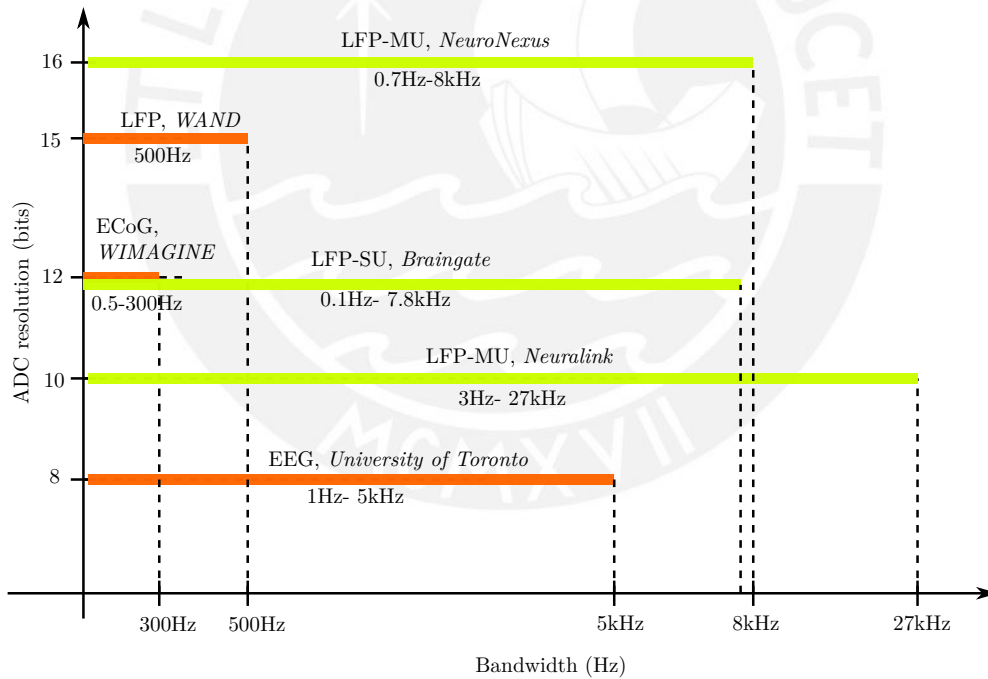 LFP-MU, NeuroNexus
16
0.7Hz-8kHz
LFP, WAND
15
500Hz
ECoG,
WIMAGINE
LFP-SU, Braingate
12
0.5-300Hz
0.1Hz- 7.8kHz
LFP-MU, Neuralink
10
3Hz- 27kHz
EEG, University of Toronto
8
1Hz- 5kHz
ADC resolution (bits)
300Hz
500Hz
5kHz
8kHz
27kHz
Bandwidth (Hz)
MCMXVII